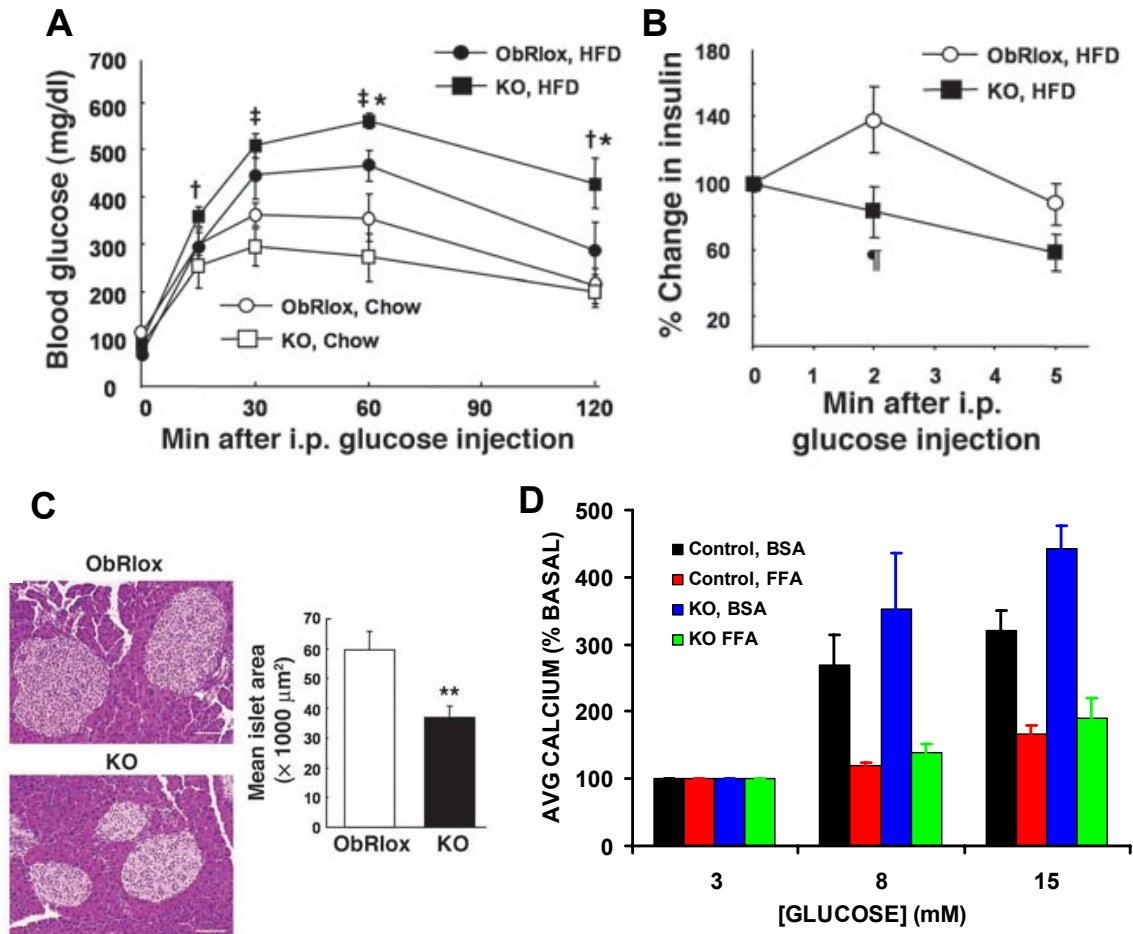 A
Blood glucose (mg/dl)
700
600
500
400
300
200
100
0
ObRlox, HFD
KO, HFD
†
‡
‡ *
† *
ObRlox, Chow
KO, Chow
0
30
60
90
120
Min after i.p. glucose injection
B
% Change in insulin
180
140
100
60
20
ObRlox, HFD
KO, HFD
¶
0
1
2
3
4
5
Min after i.p.
glucose injection
C
ObRlox
KO
Mean islet area
(× 1000 µm²)
70
60
50
40
30
20
10
0
**
ObRlox
KO
D
AVG CALCIUM (% BASAL)
500
400
300
200
100
0
Control, BSA
Control, FFA
KO, BSA
KO FFA
3
8
15
[GLUCOSE] (mM)